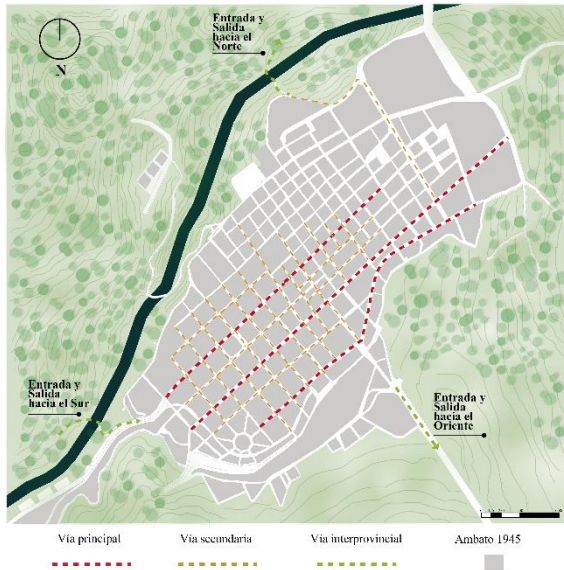 Entrada y
Salida
hacia el
Norte
N
Entrada y
Salida
hacia el Sur
Entrada y
Salida
hacia el
Oriente
Vía principal
Vía secundaria
Vía interprovincial
Ambato 1945